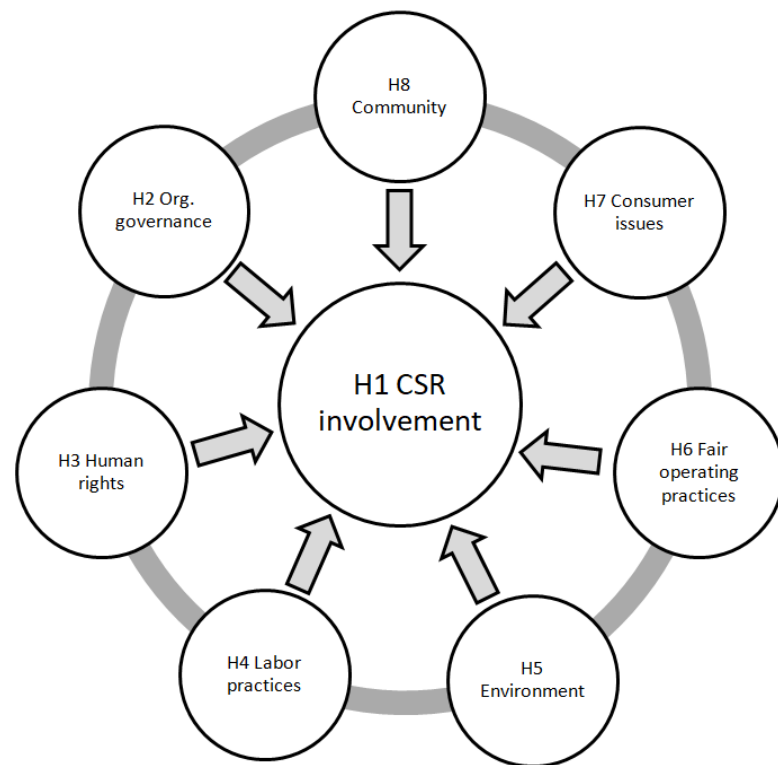 H8
Community
H2 Org.
governance
H7 Consumer
issues
H1 CSR
involvement
H3 Human
rights
H6 Fair
operating
practices
H4 Labor
practices
H5
Environment